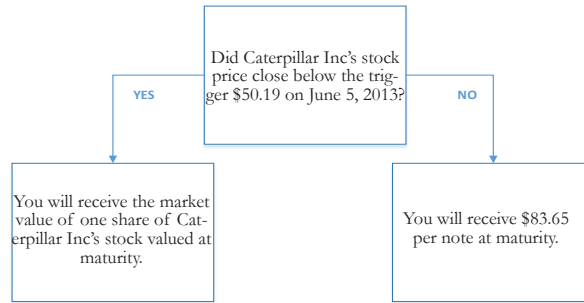 Did Caterpillar Inc's stock
price close below the trig-
ger $50.19 on June 5, 2013?
YES
NO
You will receive the market
value of one share of Cat-
erpillar Inc's stock valued at
maturity.
You will receive $83.65
per note at maturity.